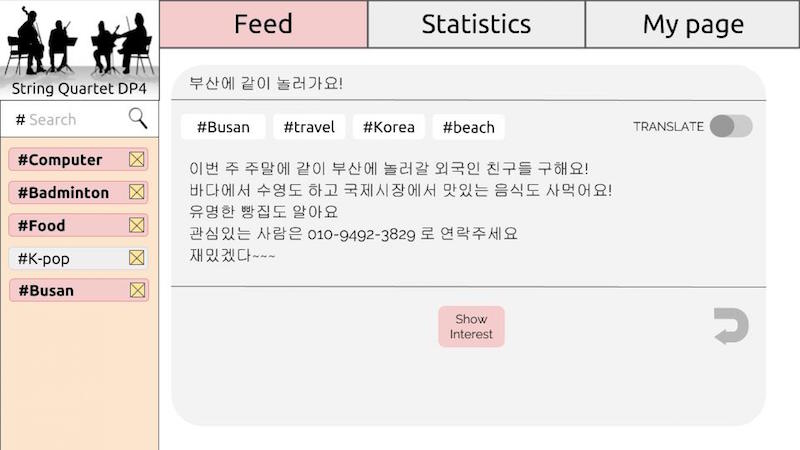 String Quartet DP4
Feed
Statistics
My page
# Search
#Computer
#Badminton
#Food
#K-pop
#Busan
부산에 같이 놀러가요!
#Busan
#travel
#Korea
#beach
TRANSLATE
이번 주 주말에 같이 부산에 놀러갈 외국인 친구들 구해요!
바다에서 수영도 하고 국제시장에서 맛있는 음식도 사먹어요!
유명한 빵집도 알아요
관심있는 사람은 010-9492-3829 로 연락주세요
재밌겠다~~~
Show
Interest